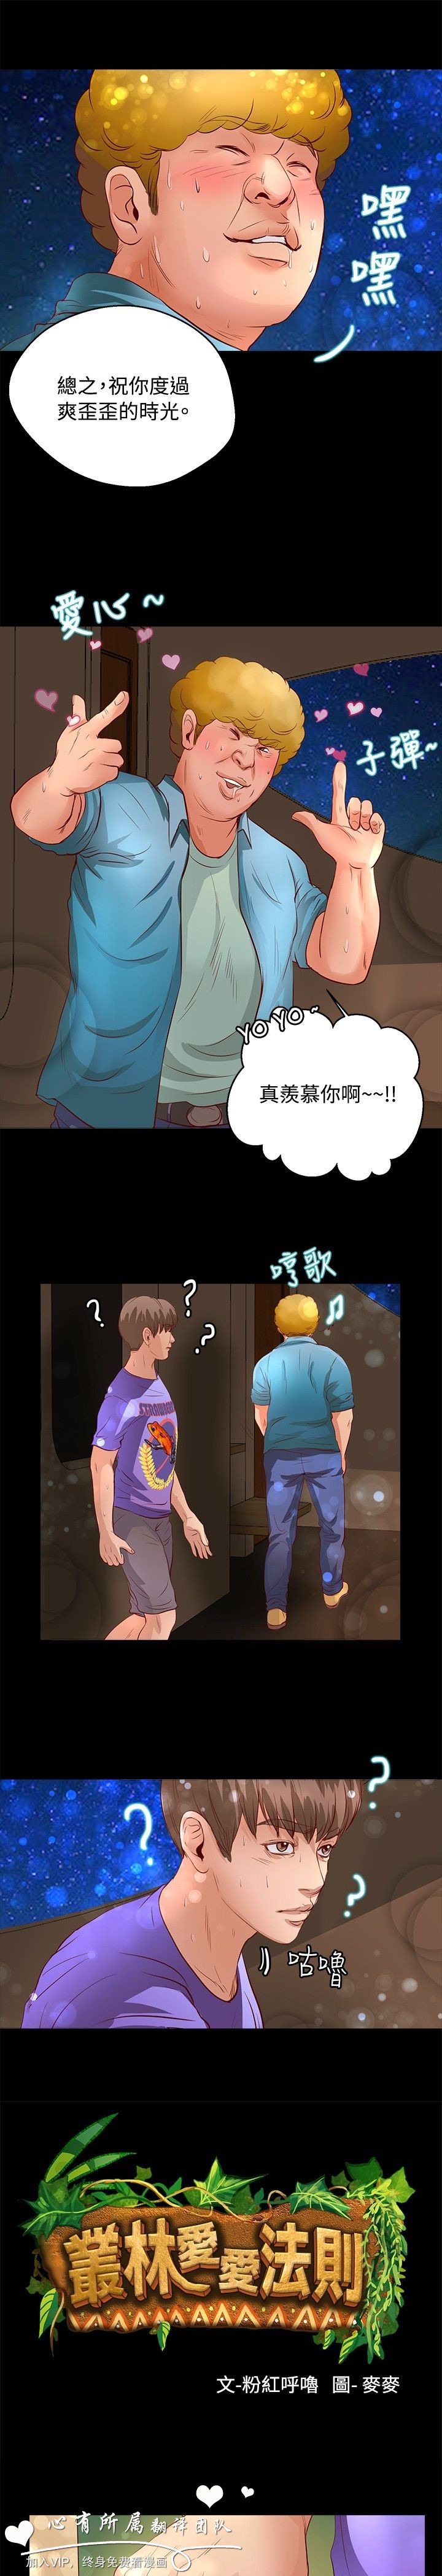 嘿
嘿
總之,祝你度過
爽歪歪的時光。
愛心~
子彈~
YOYO~
真羨慕你啊~~!!
哼歌
?
?
?
?
?
?
咕嚕
叢林愛愛法則
文-粉紅呼嚕 圖-麥麥
心有所属翻译团队
加入VIP，终身免费看漫画